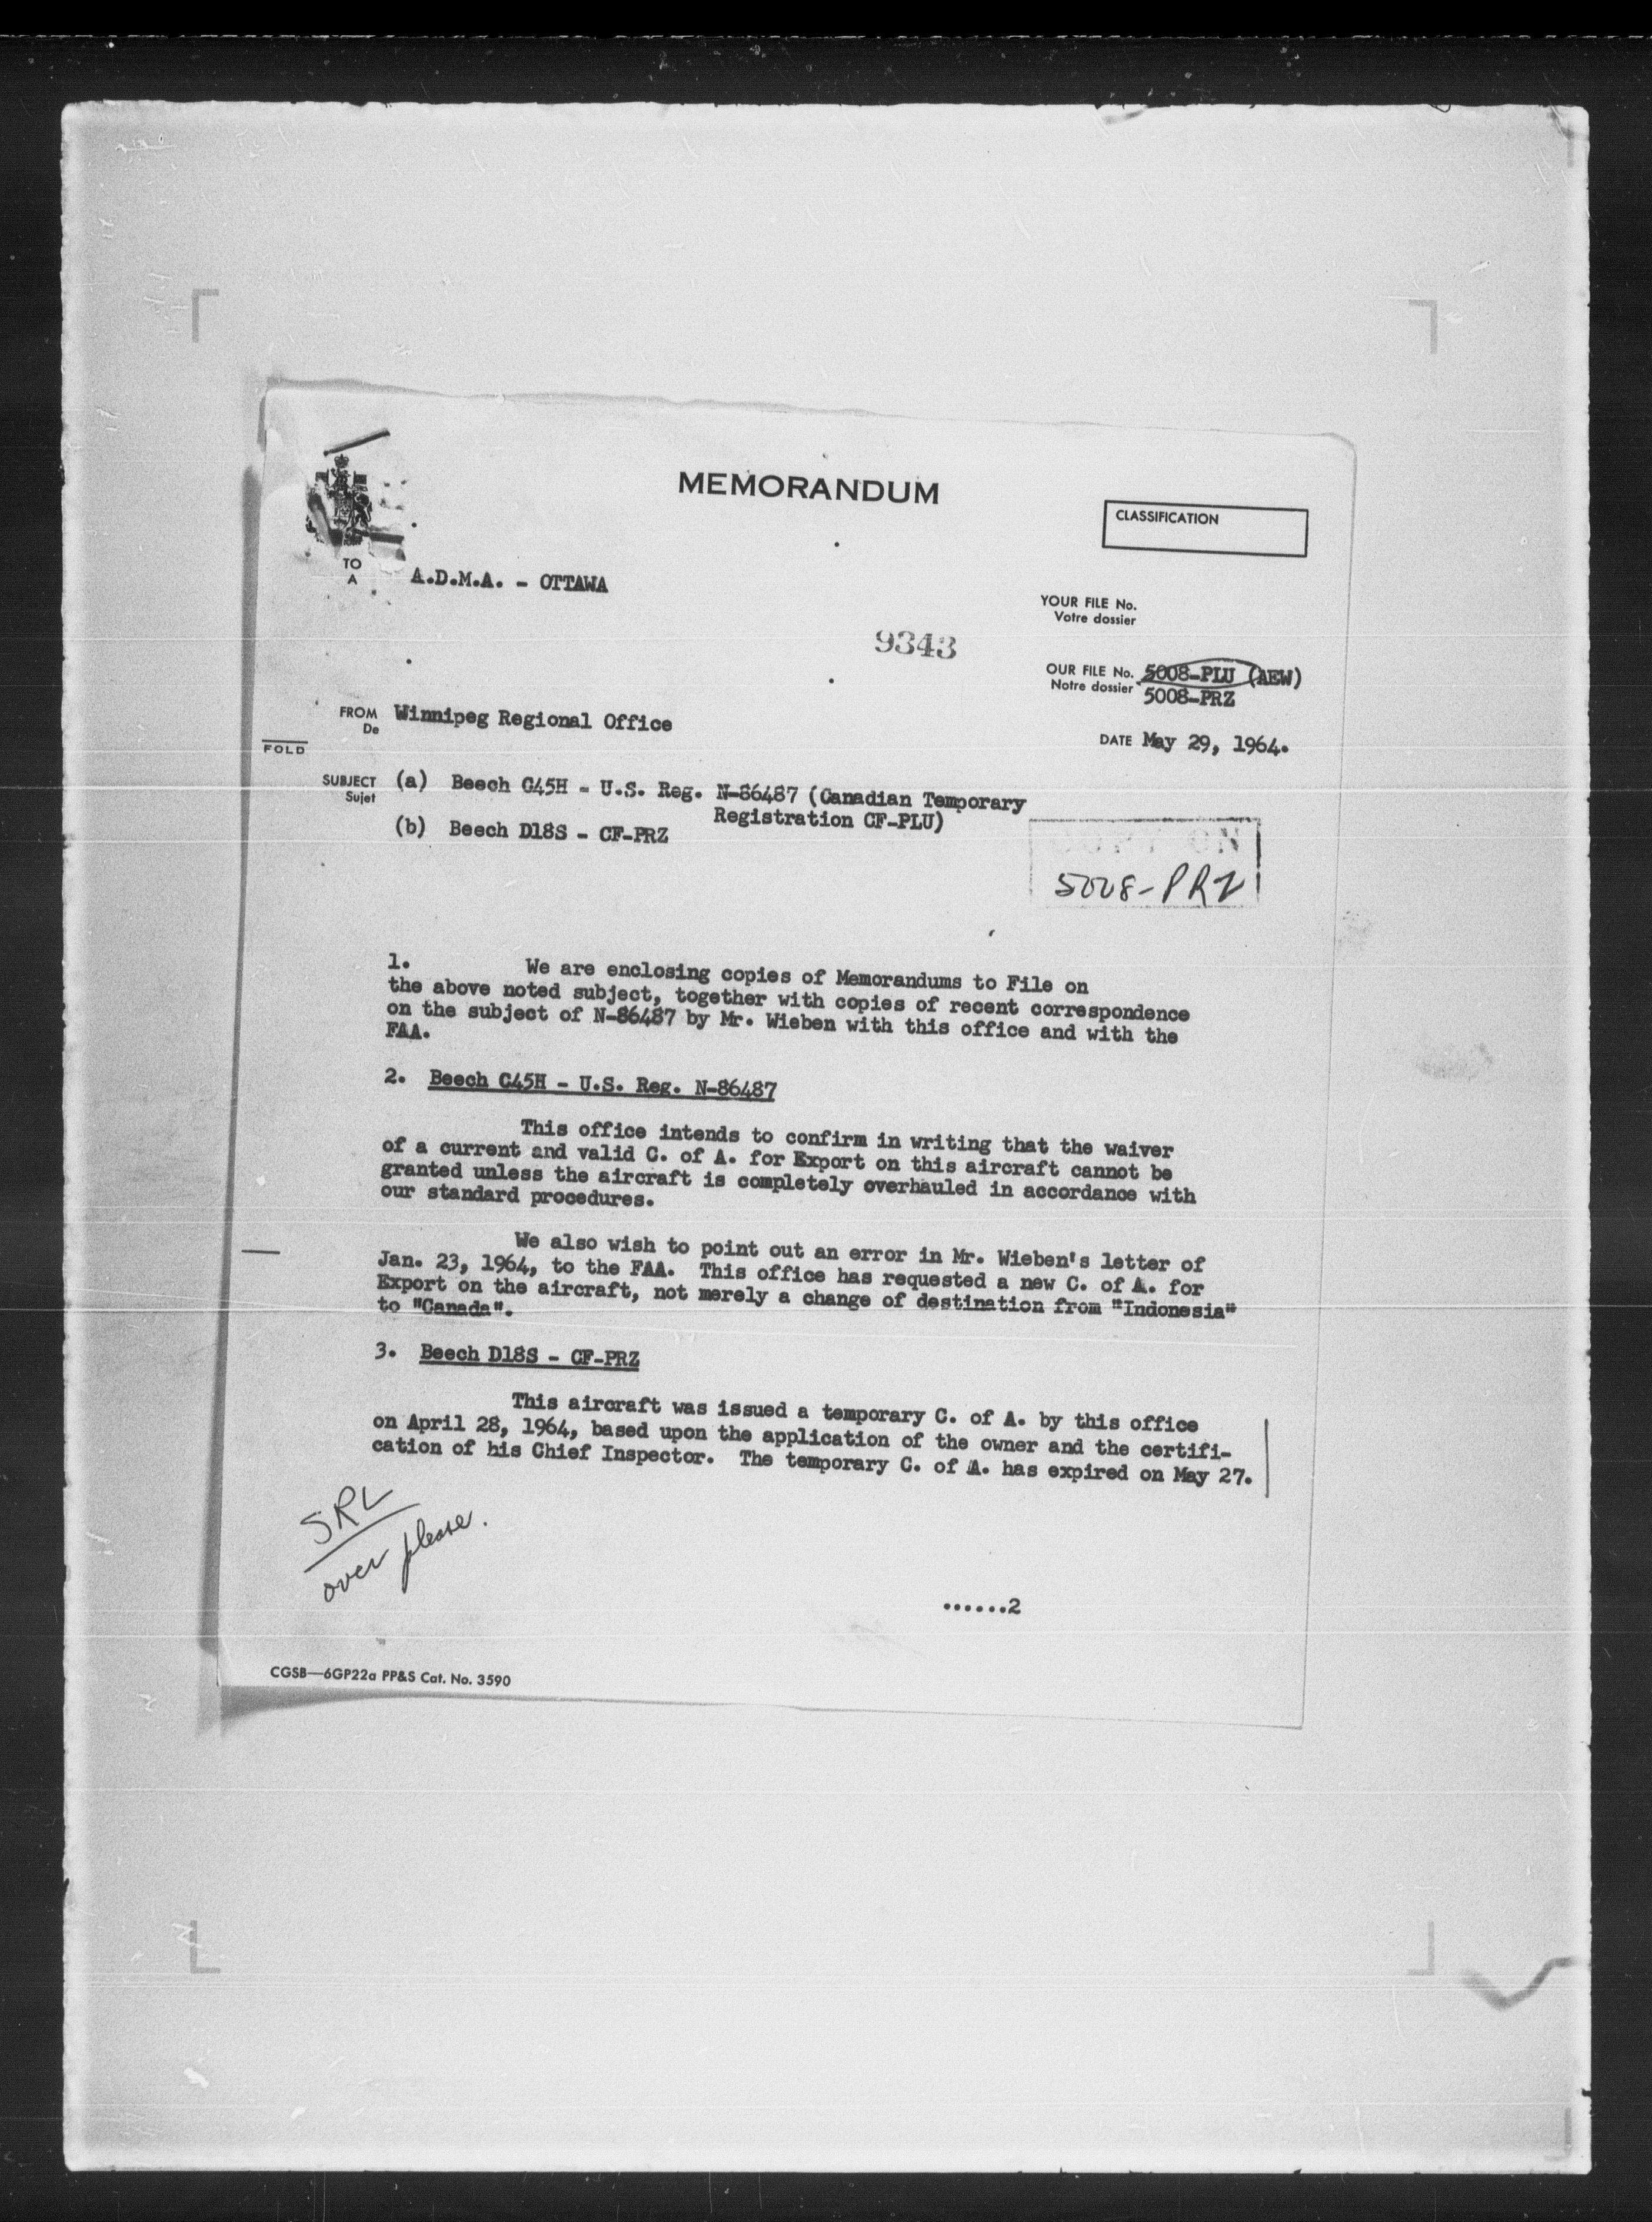 MEMORANDUM
CLASSIFICATION
TO
A
A.D.M.A. - OTTAWA
YOUR FILE No.
Votre dossier
9343
OUR FILE No. 5008-PLU (AEW)
Notre dossier 5008-PRZ
FROM Winnipeg Regional Office
De
FOLD
DATE May 29, 1964.
SUBJECT (a) Beech C45H - U.S. Reg. N-86487 (Canadian Temporary
Sujet
Registration CF-PLU)
(b) Beech D18S - CF-PRZ
COPY ON
5008-PRZ
1. We are enclosing copies of Memorandums to File on
the above noted subject, together with copies of recent correspondence
on the subject of N-86487 by Mr. Wieben with this office and with the
FAA.
2. Beech C45H - U.S. Reg. N-86487
This office intends to confirm in writing that the waiver
of a current and valid C. of A. for Export on this aircraft cannot be
granted unless the aircraft is completely overhauled in accordance with
our standard procedures.
We also wish to point out an error in Mr. Wieben's letter of
Jan. 23, 1964, to the FAA. This office has requested a new C. of A. for
Export on the aircraft, not merely a change of destination from "Indonesia"
to "Canada".
3. Beech D18S - CF-PRZ
This aircraft was issued a temporary C. of A. by this office
on April 28, 1964, based upon the application of the owner and the certifi-
cation of his Chief Inspector. The temporary C. of A. has expired on May 27.
SRL
over please.
......2
CGSB—6GP22a PP&S Cat. No. 3590